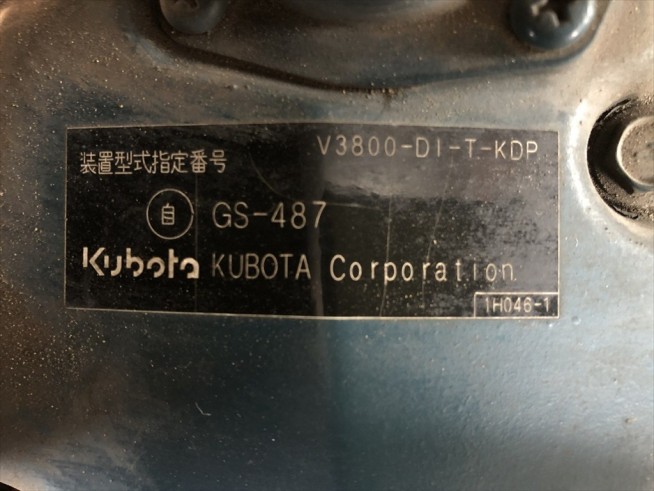 装置型式指定番号 V3800-DI-T-KDP
自 GS-487
Kubota KUBOTA Corporation
1H046-1